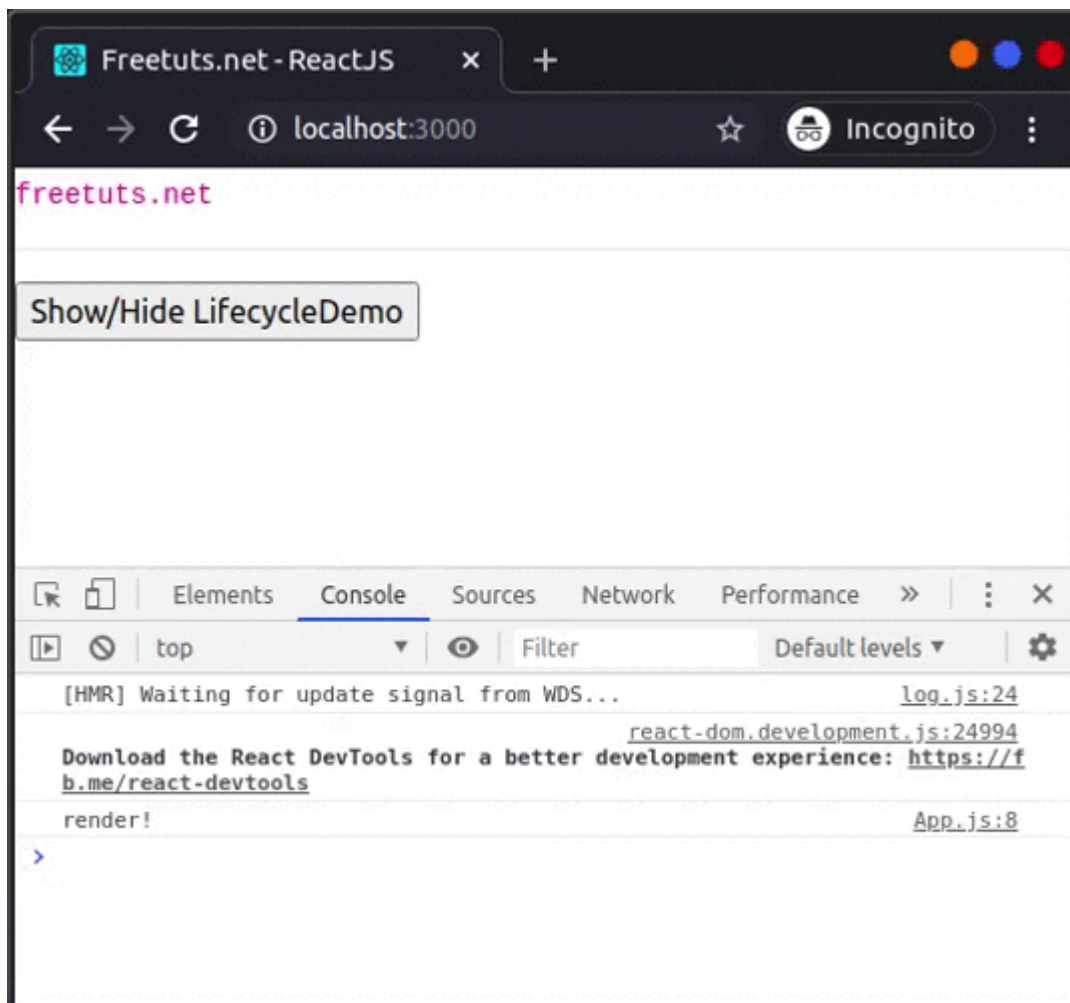 Freetuts.net - ReactJS
localhost:3000
Incognito
freetuts.net
Show/Hide LifecycleDemo
Elements Console Sources Network Performance
top Filter Default levels
[HMR] Waiting for update signal from WDS... log.js:24
react-dom.development.js:24994
Download the React DevTools for a better development experience: https://f
b.me/react-devtools
render! App.js:8